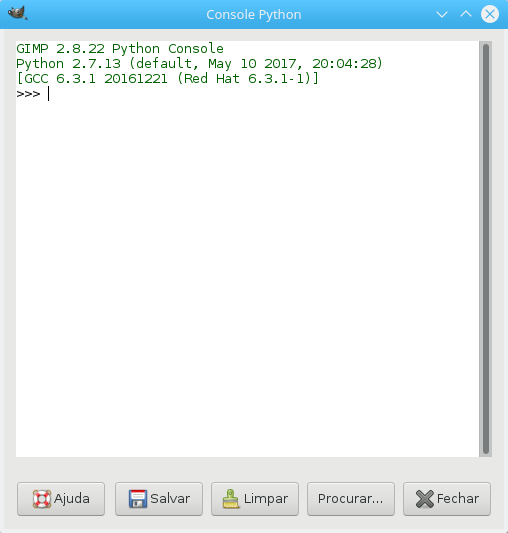 Console Python
GIMP 2.8.22 Python Console
Python 2.7.13 (default, May 10 2017, 20:04:28)
[GCC 6.3.1 20161221 (Red Hat 6.3.1-1)]
>>>
Ajuda Salvar Limpar Procurar... Fechar